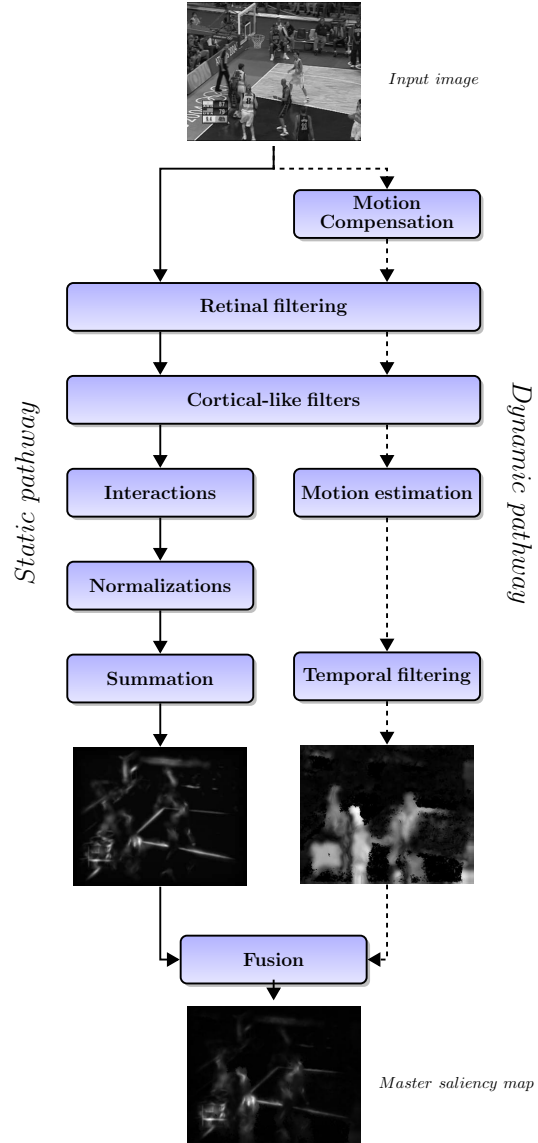 Input image
Motion
Compensation
Retinal filtering
Cortical-like filters
Static pathway
Dynamic pathway
Interactions
Motion estimation
Normalizations
Summation
Temporal filtering
Fusion
Master saliency map